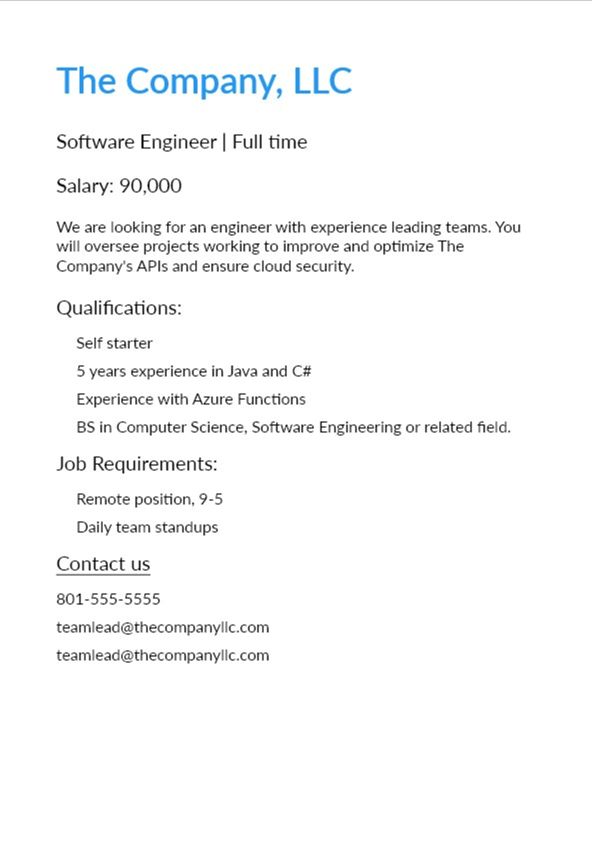 The Company, LLC
Software Engineer | Full time
Salary: 90,000
We are looking for an engineer with experience leading teams. You
will oversee projects working to improve and optimize The
Company's APIs and ensure cloud security.
Qualifications:
Self starter
5 years experience in Java and C#
Experience with Azure Functions
BS in Computer Science, Software Engineering or related field.
Job Requirements:
Remote position, 9-5
Daily team standups
Contact us
801-555-5555
teamlead@thecompanyllc.com
teamlead@thecompanyllc.com